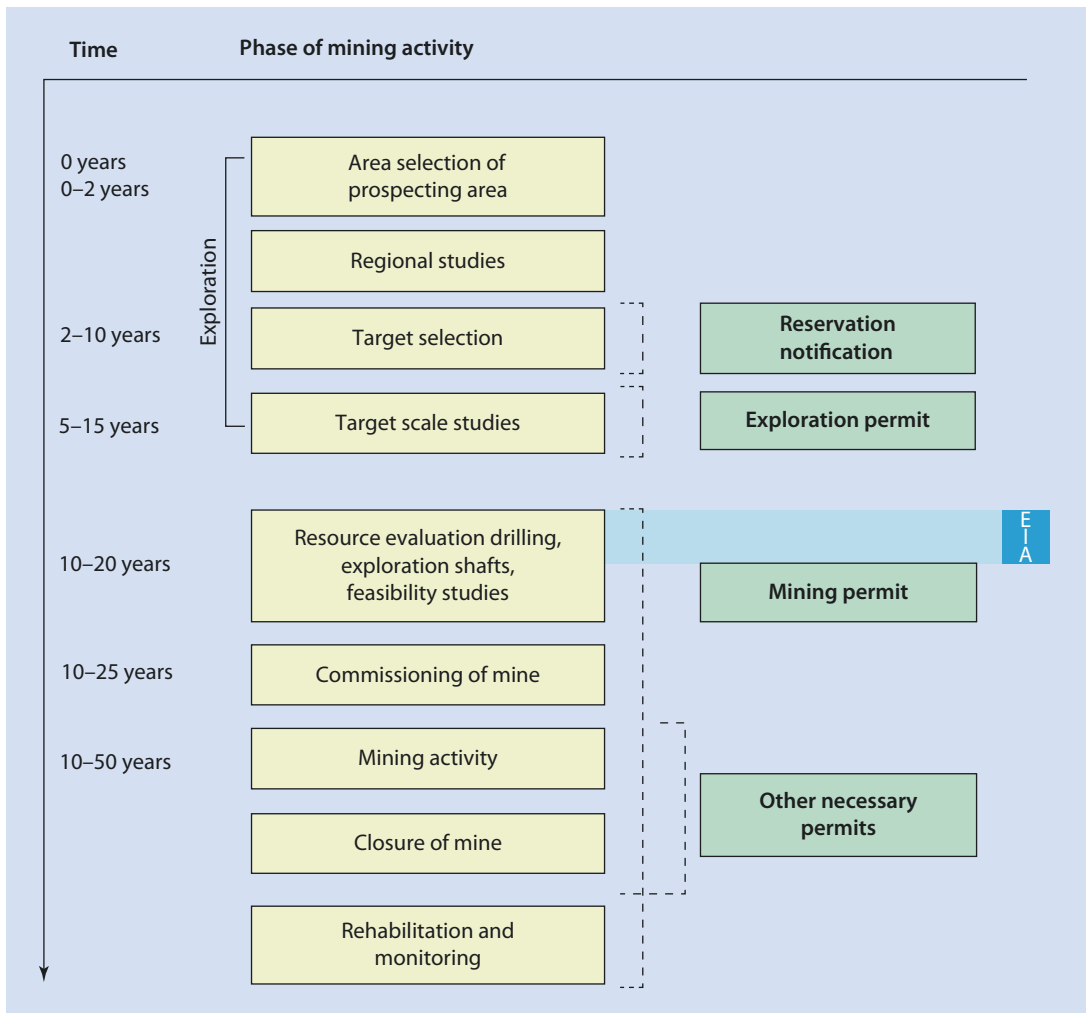 Time
Phase of mining activity
0 years
0–2 years
Exploration
Area selection of
prospecting area
Regional studies
2–10 years
Target selection
Reservation
notification
5–15 years
Target scale studies
Exploration permit
10–20 years
Resource evaluation drilling,
exploration shafts,
feasibility studies
EIA
Mining permit
10–25 years
Commissioning of mine
10–50 years
Mining activity
Other necessary
permits
Closure of mine
Rehabilitation and
monitoring